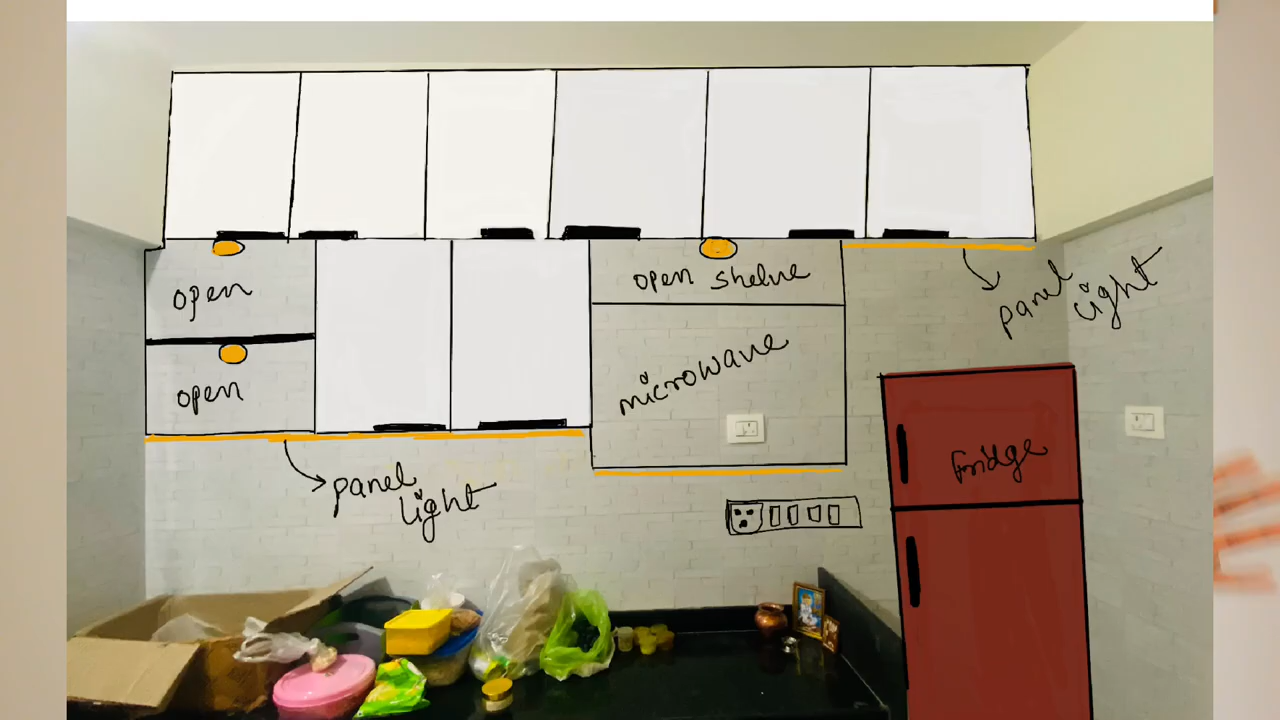 open
open shelve
panel light
microwave
open
Fridge
panel
light